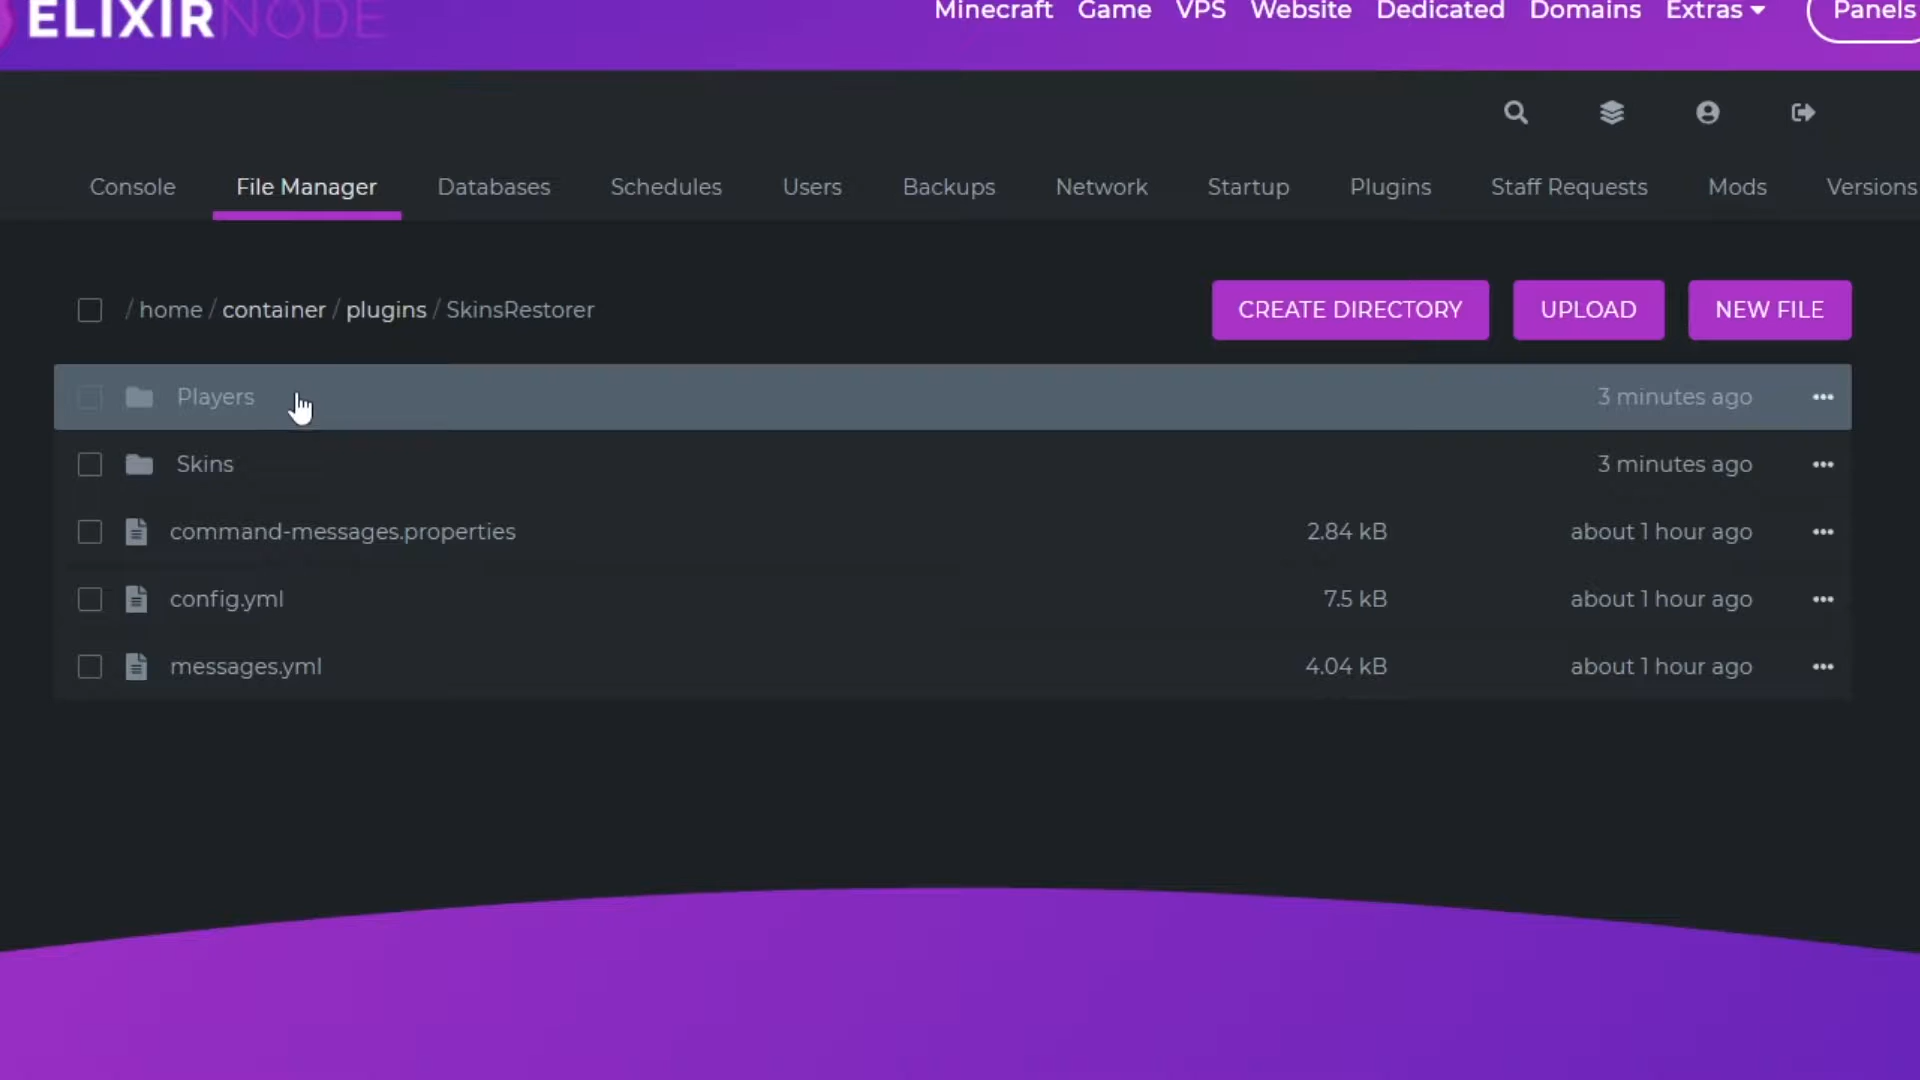 ELIXIRNODE
Minecraft Game VPS Website Dedicated Domains Extras Panels
Console File Manager Databases Schedules Users Backups Network Startup Plugins Staff Requests Mods Versions
/ home / container / plugins / SkinsRestorer CREATE DIRECTORY UPLOAD NEW FILE
Players 3 minutes ago
Skins 3 minutes ago
command-messages.properties 2.84 kB about 1 hour ago
config.yml 7.5 kB about 1 hour ago
messages.yml 4.04 kB about 1 hour ago